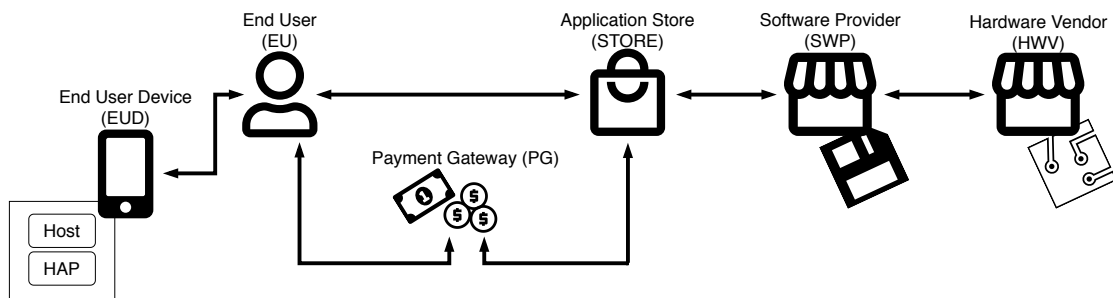 End User
(EU)
Application Store
(STORE)
Software Provider
(SWP)
Hardware Vendor
(HWV)
End User Device
(EUD)
Payment Gateway (PG)
1
$
$
$
Host
HAP